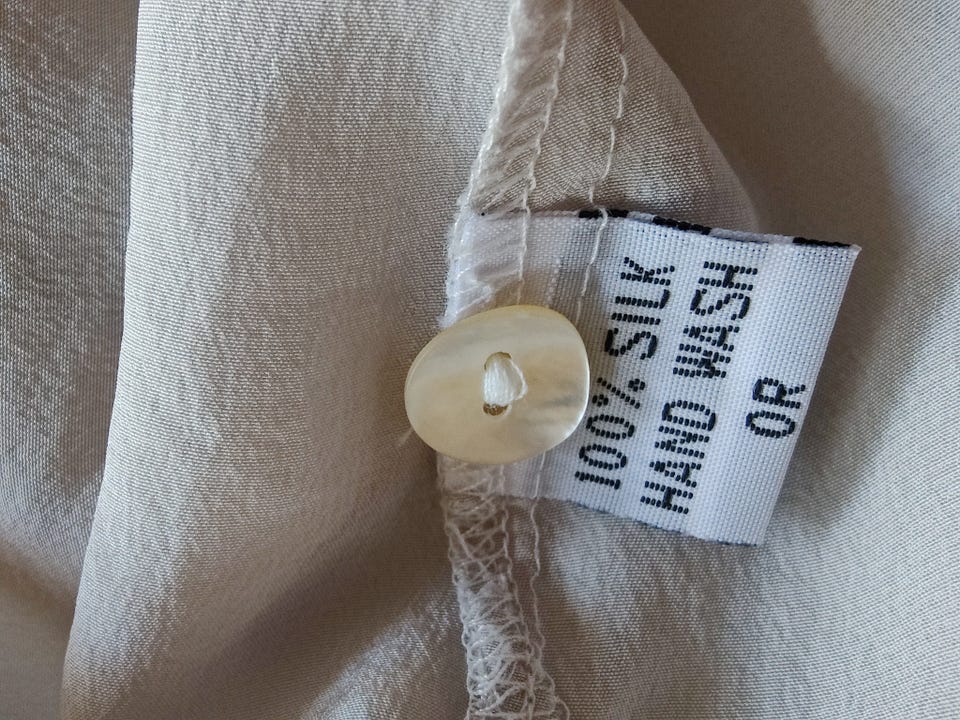 100% SILK
HAND WASH
OR